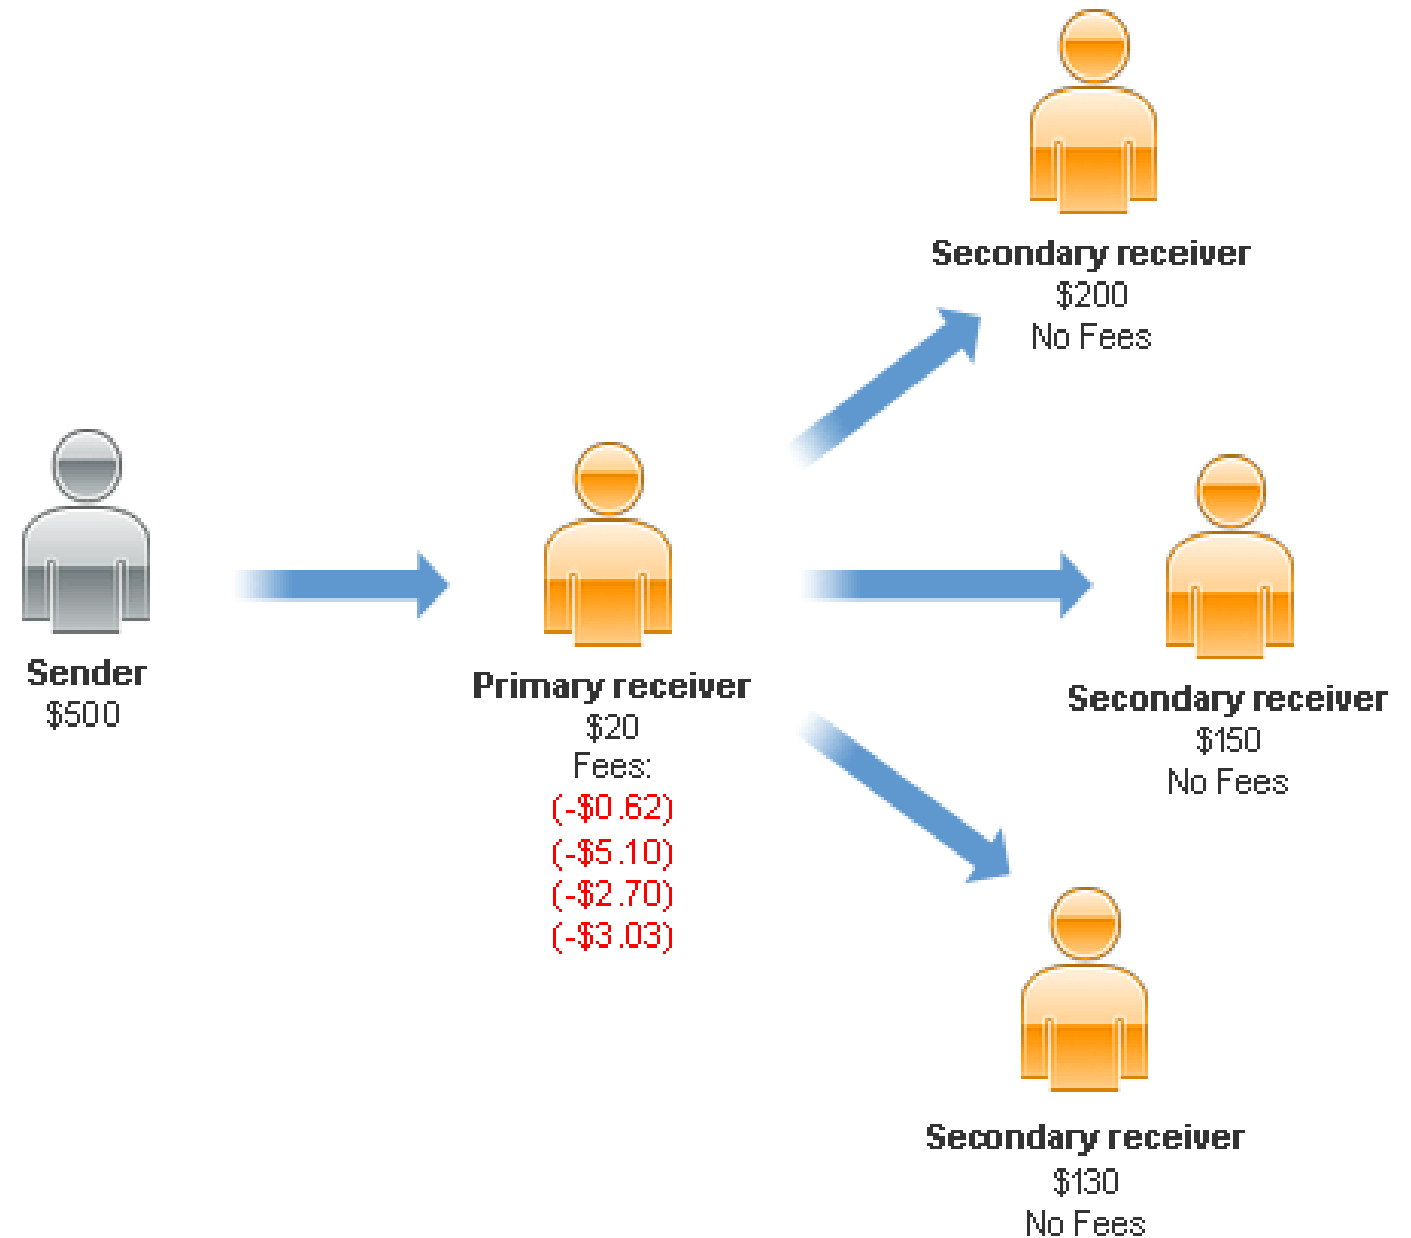 Sender
$500
Primary receiver
$20
Fees:
(-$0.62)
(-$5.10)
(-$2.70)
(-$3.03)
Secondary receiver
$200
No Fees
Secondary receiver
$150
No Fees
Secondary receiver
$130
No Fees